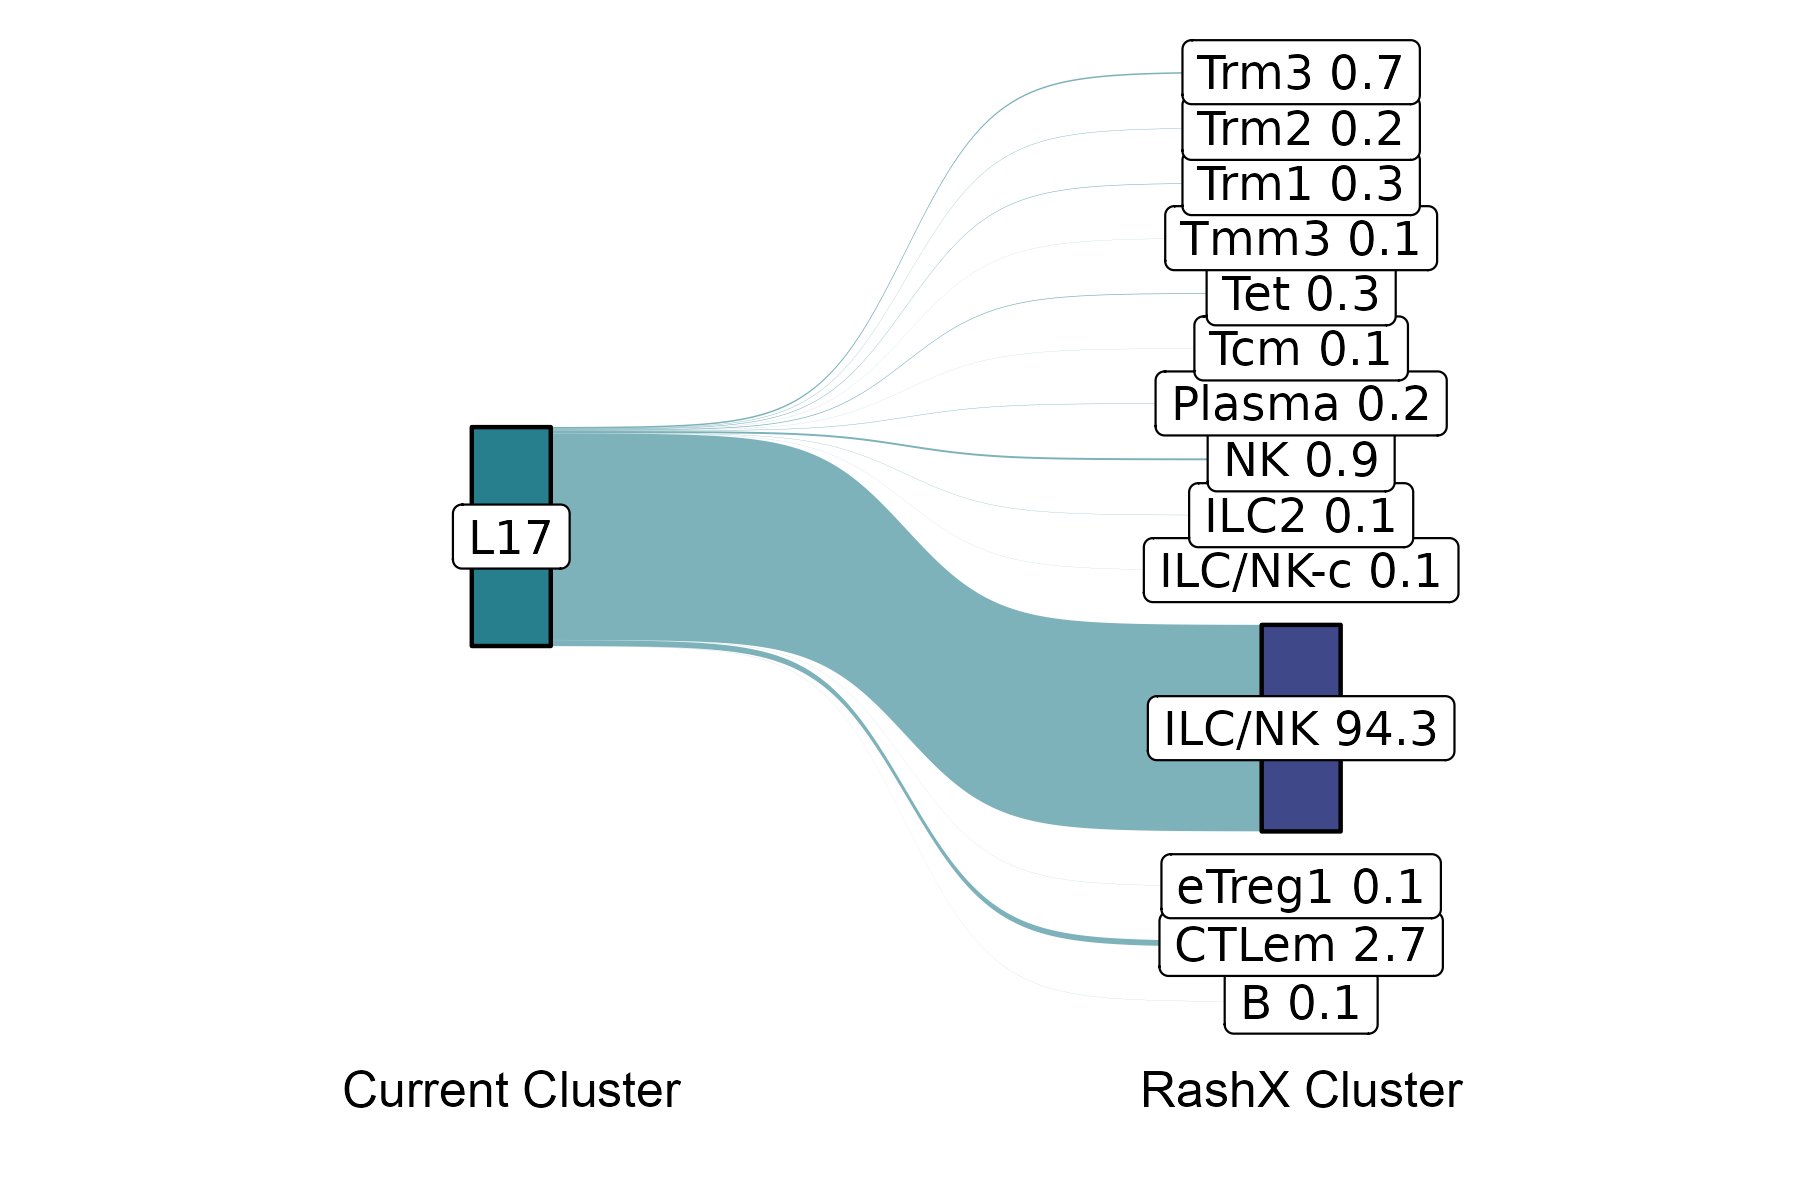 Trm3 0.7
Trm2 0.2
Trm1 0.3
Tmm3 0.1
Tet 0.3
Tcm 0.1
Plasma 0.2
NK 0.9
L17
ILC2 0.1
ILC/NK-c 0.1
ILC/NK 94.3
eTreg1 0.1
CTLem 2.7
B 0.1
Current Cluster
RashX Cluster